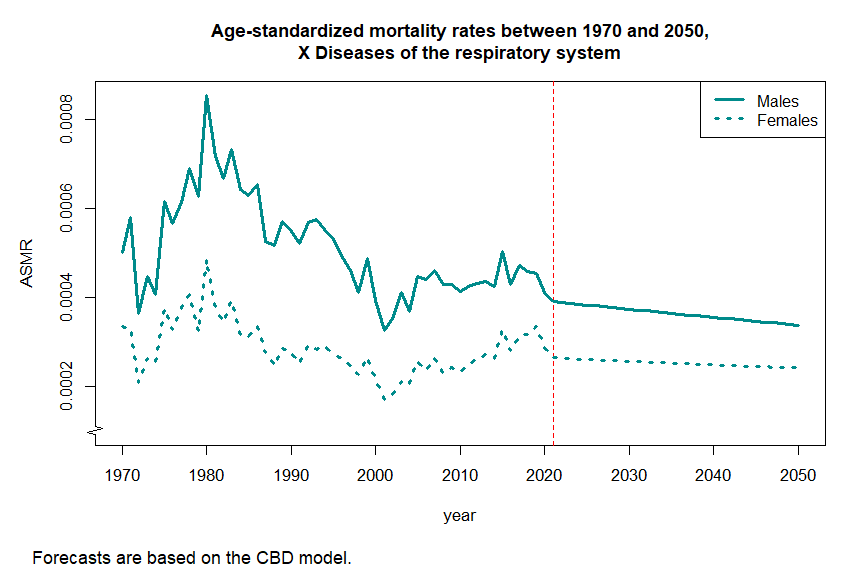 Age-standardized mortality rates between 1970 and 2050,
X Diseases of the respiratory system
Males
Females
0.0008
0.0006
0.0004
0.0002
ASMR
1970 1980 1990 2000 2010 2020 2030 2040 2050
year
Forecasts are based on the CBD model.